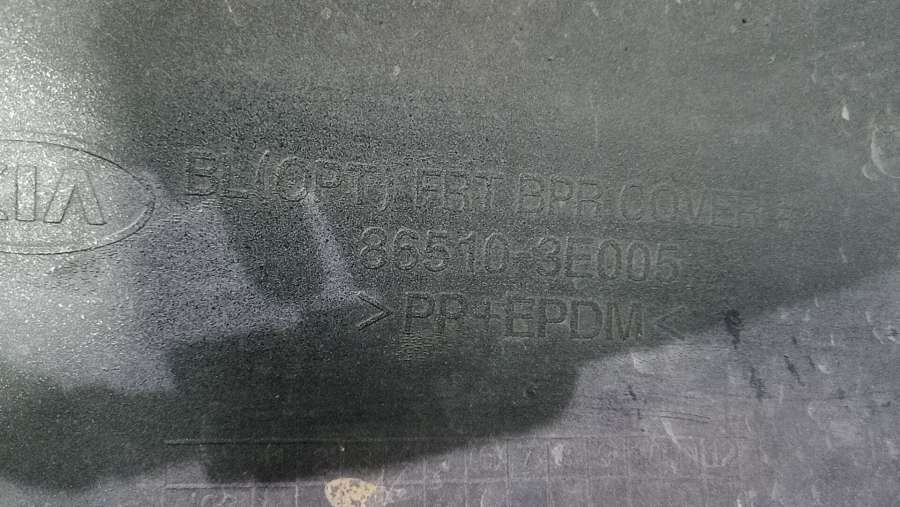 KIA
BL(OPT) FRT BPR COVER
86510-3E005
>PP+EPDM<